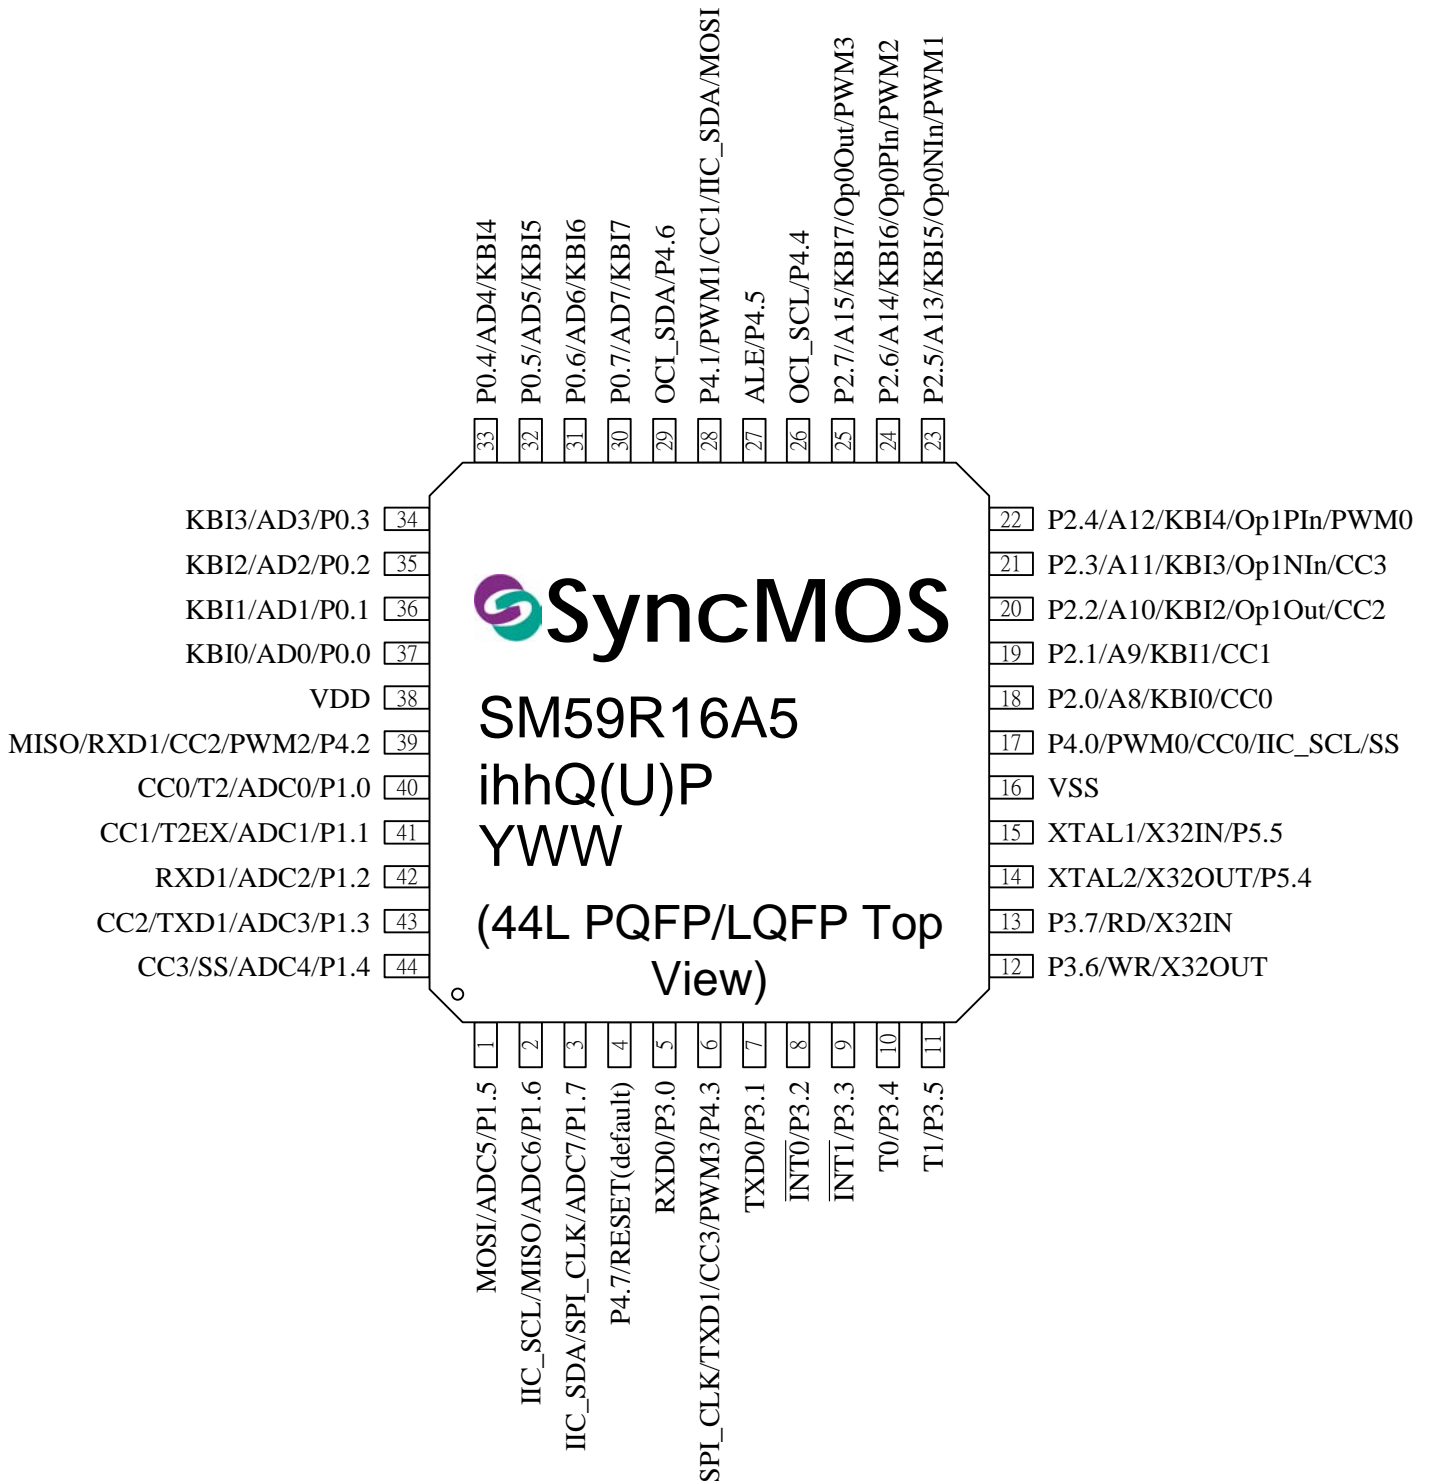 P0.4/AD4/KBI4
P0.5/AD5/KBI5
P0.6/AD6/KBI6
P0.7/AD7/KBI7
OCI_SDA/P4.6
P4.1/PWM1/CC1/IIC_SDA/MOSI
ALE/P4.5
OCI_SCL/P4.4
P2.7/A15/KBI7/Op0Out/PWM3
P2.6/A14/KBI6/Op0PIn/PWM2
P2.5/A13/KBI5/Op0NIn/PWM1
33
32
31
30
29
28
27
26
25
24
23
KBI3/AD3/P0.3 34
KBI2/AD2/P0.2 35
KBI1/AD1/P0.1 36
KBI0/AD0/P0.0 37
VDD 38
MISO/RXD1/CC2/PWM2/P4.2 39
CC0/T2/ADC0/P1.0 40
CC1/T2EX/ADC1/P1.1 41
RXD1/ADC2/P1.2 42
CC2/TXD1/ADC3/P1.3 43
CC3/SS/ADC4/P1.4 44
SyncMOS
SM59R16A5
ihhQ(U)P
YWW
(44L PQFP/LQFP Top
View)
22 P2.4/A12/KBI4/Op1PIn/PWM0
21 P2.3/A11/KBI3/Op1NIn/CC3
20 P2.2/A10/KBI2/Op1Out/CC2
19 P2.1/A9/KBI1/CC1
18 P2.0/A8/KBI0/CC0
17 P4.0/PWM0/CC0/IIC_SCL/SS
16 VSS
15 XTAL1/X32IN/P5.5
14 XTAL2/X32OUT/P5.4
13 P3.7/RD/X32IN
12 P3.6/WR/X32OUT
1
2
3
4
5
6
7
8
9
10
11
MOSI/ADC5/P1.5
IIC_SCL/MISO/ADC6/P1.6
IIC_SDA/SPI_CLK/ADC7/P1.7
P4.7/RESET(default)
RXD0/P3.0
SPI_CLK/TXD1/CC3/PWM3/P4.3
TXD0/P3.1
INT0/P3.2
INT1/P3.3
T0/P3.4
T1/P3.5